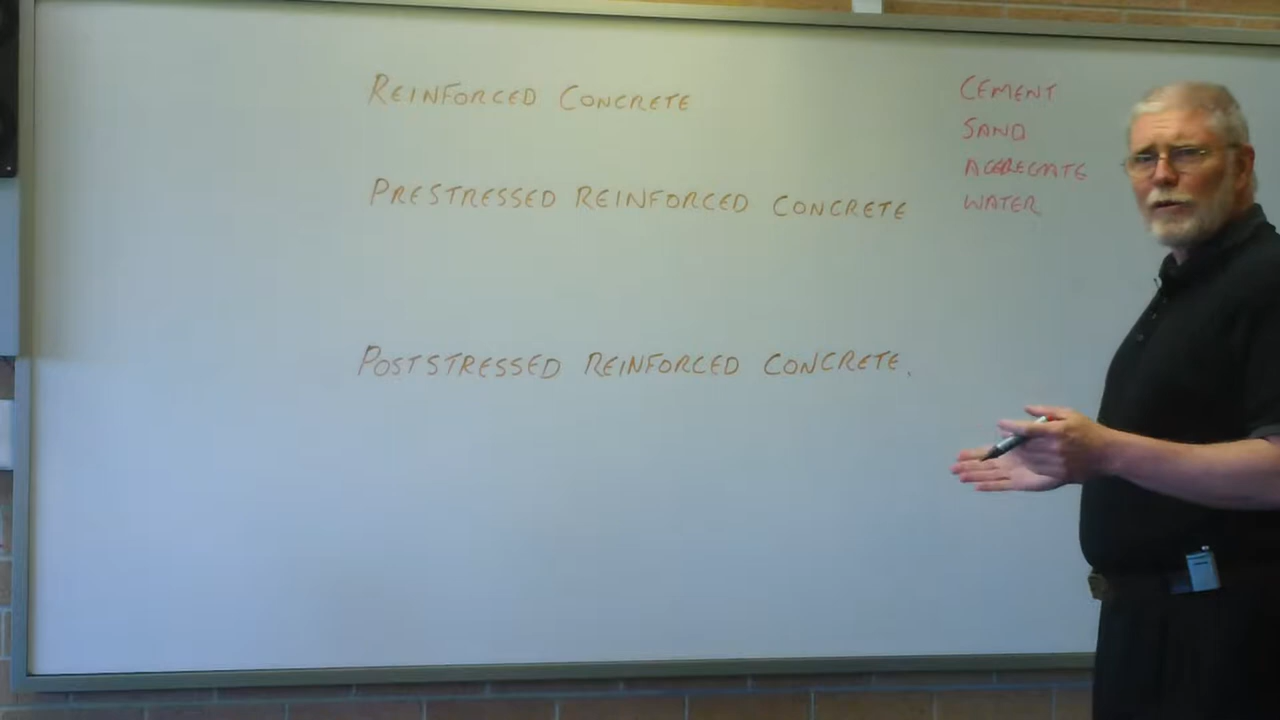 REINFORCED CONCRETE
PRESTRESSED REINFORCED CONCRETE
POSTSTRESSED REINFORCED CONCRETE.
CEMENT
SAND
AGGREGATE
WATER